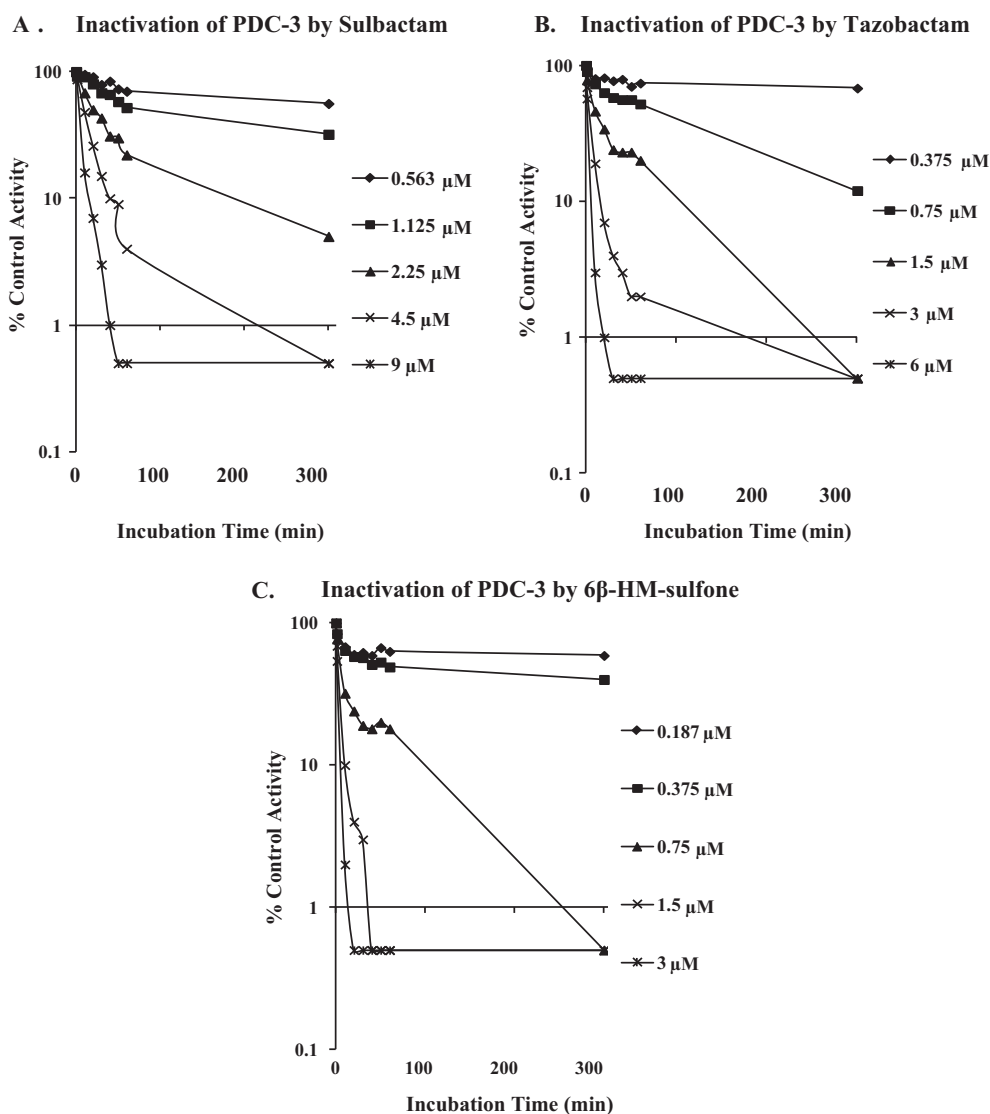 A . Inactivation of PDC-3 by Sulbactam
% Control Activity
100
10
1
0.1
0 100 200 300
Incubation Time (min)
0.563 µM
1.125 µM
2.25 µM
4.5 µM
9 µM
B. Inactivation of PDC-3 by Tazobactam
% Control Activity
100
10
1
0.1
0 100 200 300
Incubation Time (min)
0.375 µM
0.75 µM
1.5 µM
3 µM
6 µM
C. Inactivation of PDC-3 by 6β-HM-sulfone
% Control Activity
100
10
1
0.1
0 100 200 300
Incubation Time (min)
0.187 µM
0.375 µM
0.75 µM
1.5 µM
3 µM